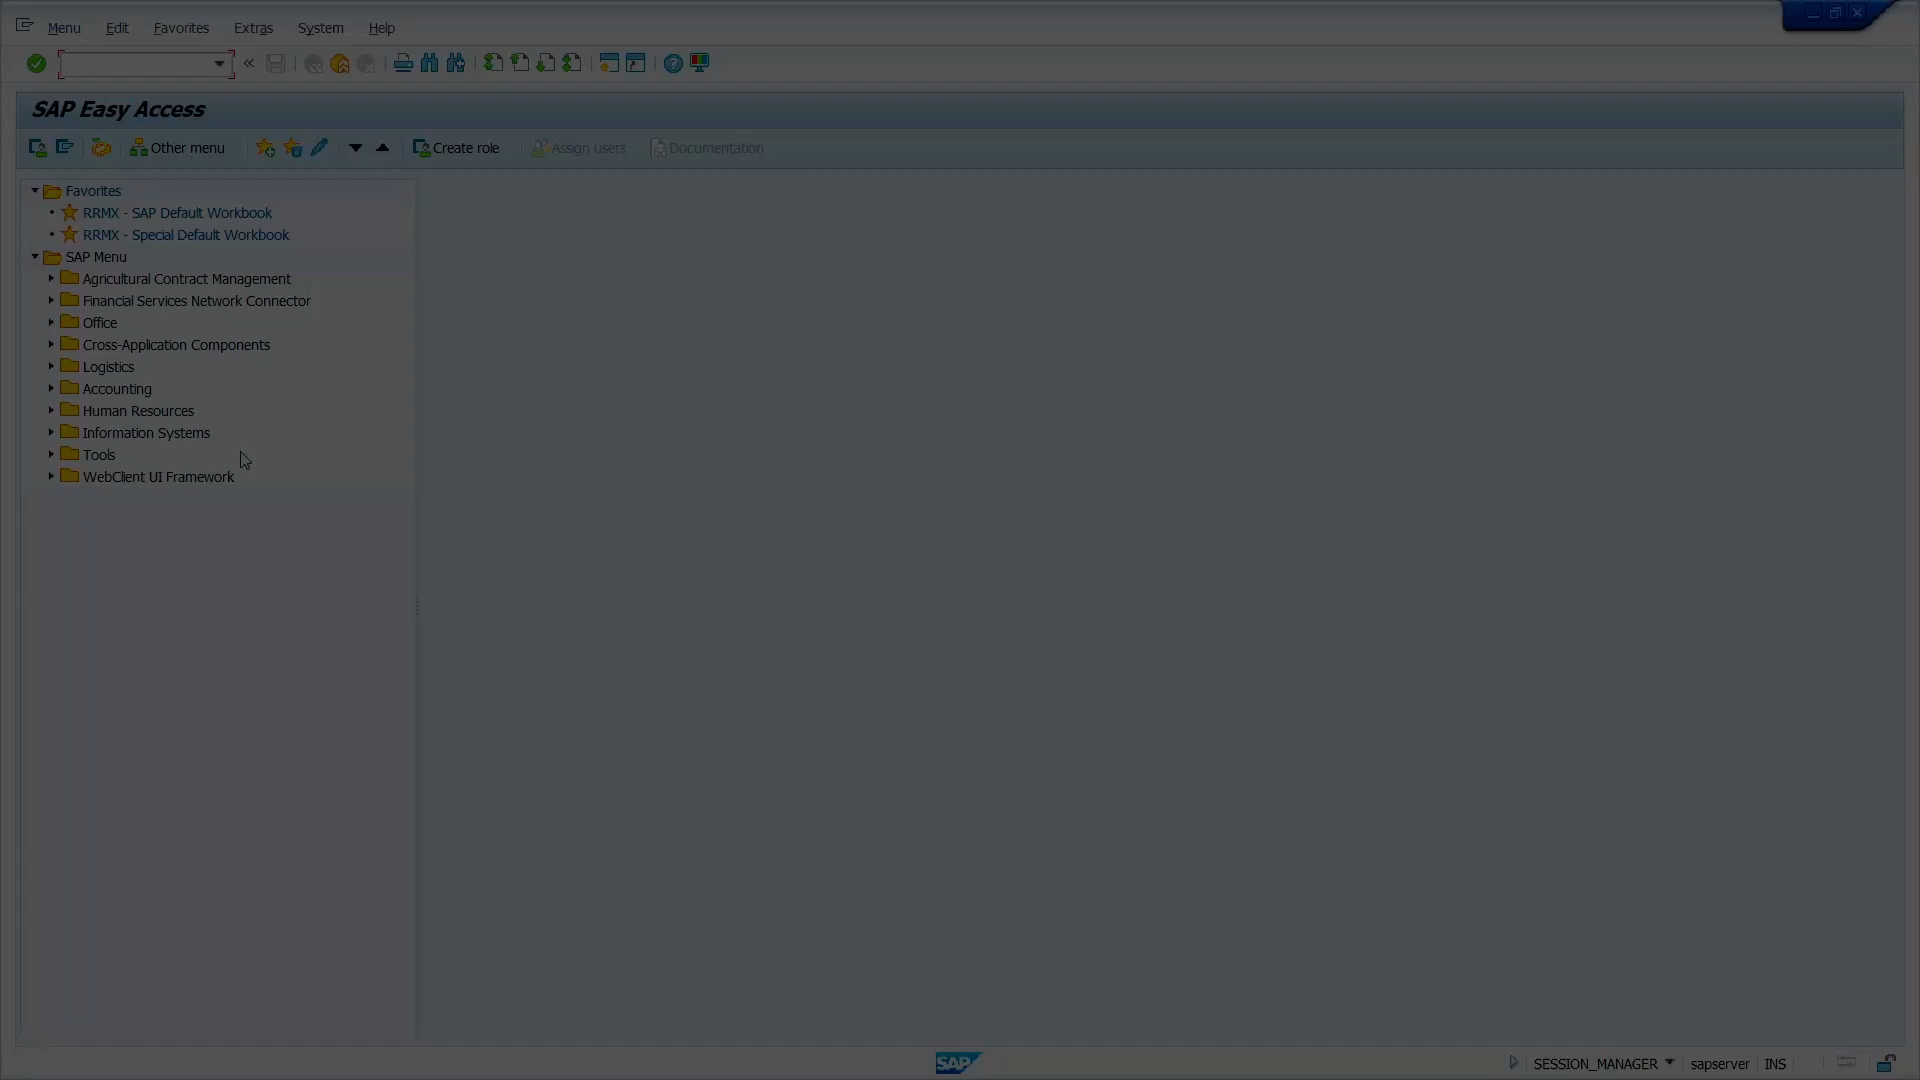 Menu Edit Favorites Extras System Help
SAP Easy Access
Other menu Create role Assign users Documentation
Favorites
RRMX - SAP Default Workbook
RRMX - Special Default Workbook
SAP Menu
Agricultural Contract Management
Financial Services Network Connector
Office
Cross-Application Components
Logistics
Accounting
Human Resources
Information Systems
Tools
WebClient UI Framework
SAP SESSION_MANAGER sapserver INS